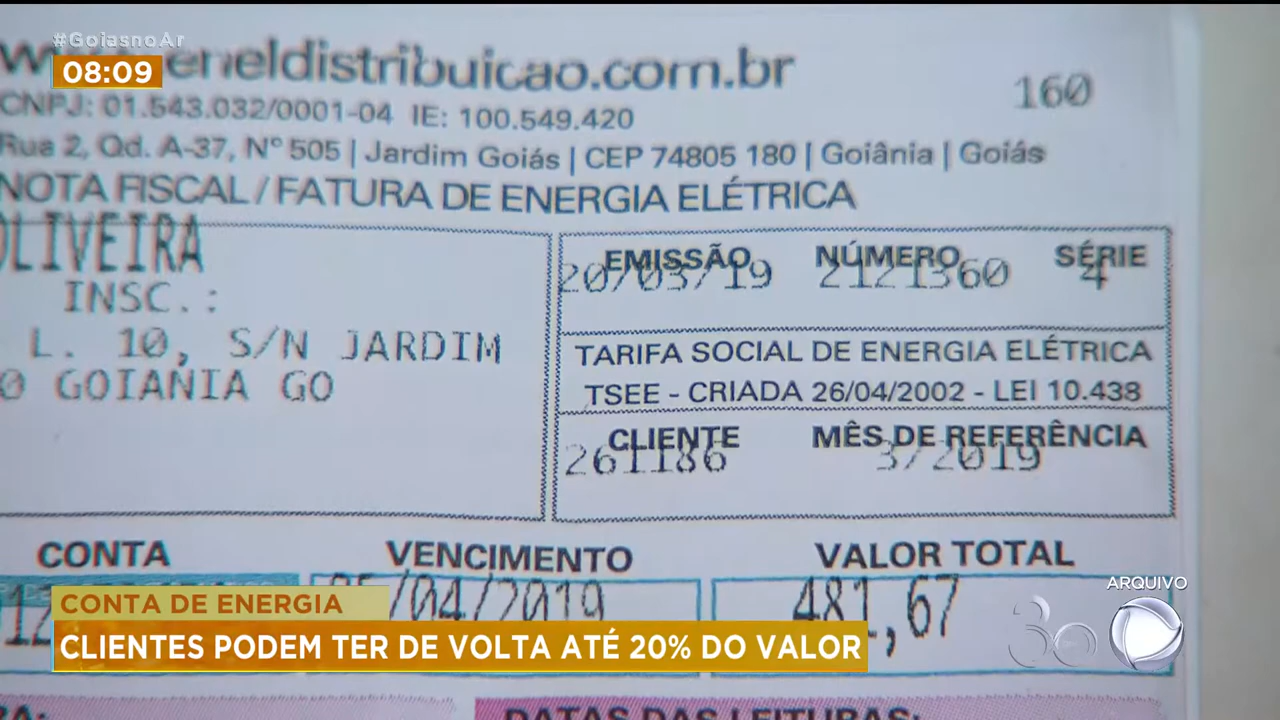 #GoiasnoAr
08:09
eneldistribuicao.com.br
160
CNPJ: 01.543.032/0001-04 IE: 100.549.420
Rua 2, Qd. A-37, Nº 505 | Jardim Goiás | CEP 74805 180 | Goiânia | Goiás
NOTA FISCAL / FATURA DE ENERGIA ELÉTRICA
OLIVEIRA
INSC.:
L. 10, S/N JARDIM
0 GOIANIA GO
EMISSÃO NÚMERO SÉRIE
20/03/19 2121360 4
TARIFA SOCIAL DE ENERGIA ELÉTRICA
TSEE - CRIADA 26/04/2002 - LEI 10.438
CLIENTE MÊS DE REFERÊNCIA
261186 3/2019
CONTA VENCIMENTO VALOR TOTAL
/04/2019 481,67
ARQUIVO
CONTA DE ENERGIA
CLIENTES PODEM TER DE VOLTA ATÉ 20% DO VALOR
DATAS DAS LEITURAS: